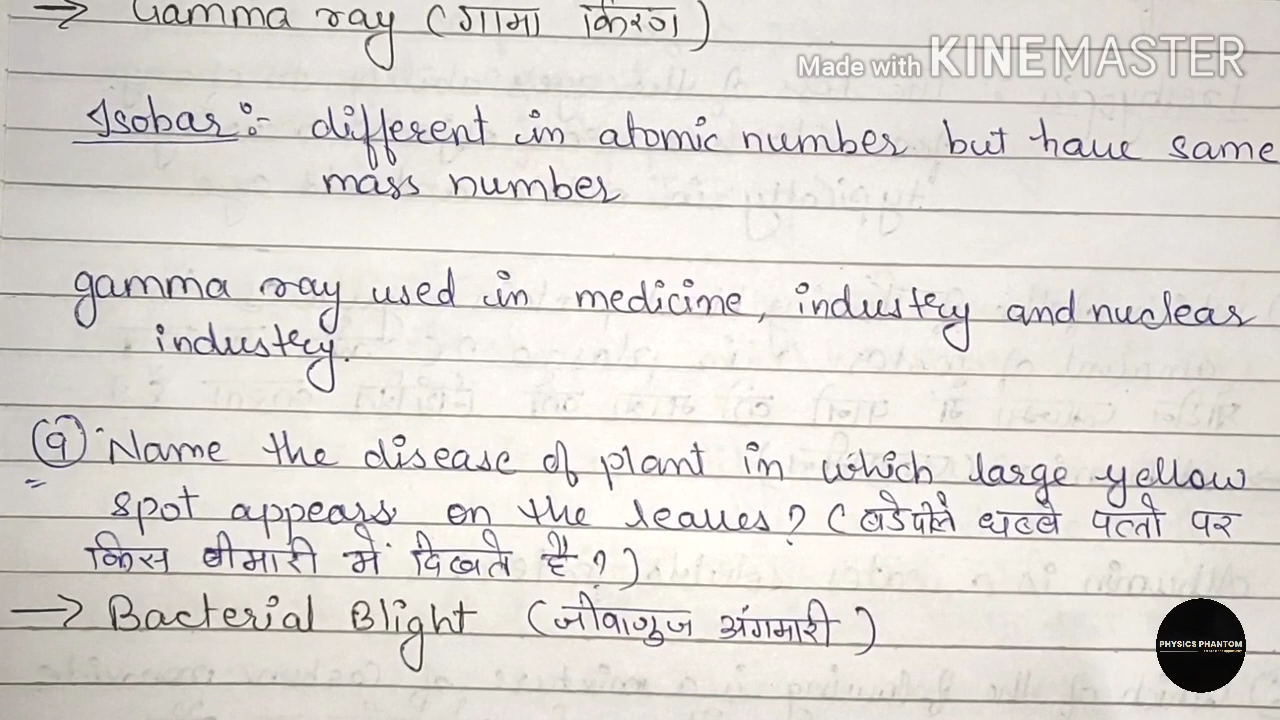 → Gamma ray (गामा किरण)
Made with KINEMASTER
Isobar :- different in atomic number but have same
mass number
gamma ray used in medicine, industry and nuclear
industry.
(9) Name the disease of plant in which large yellow
spot appears on the leaves? (बडे पीले धब्बे पत्तो पर
किस बीमारी में दिखते है?)
→ Bacterial Blight (जीवाणुज अंगमारी)
PHYSICS PHANTOM